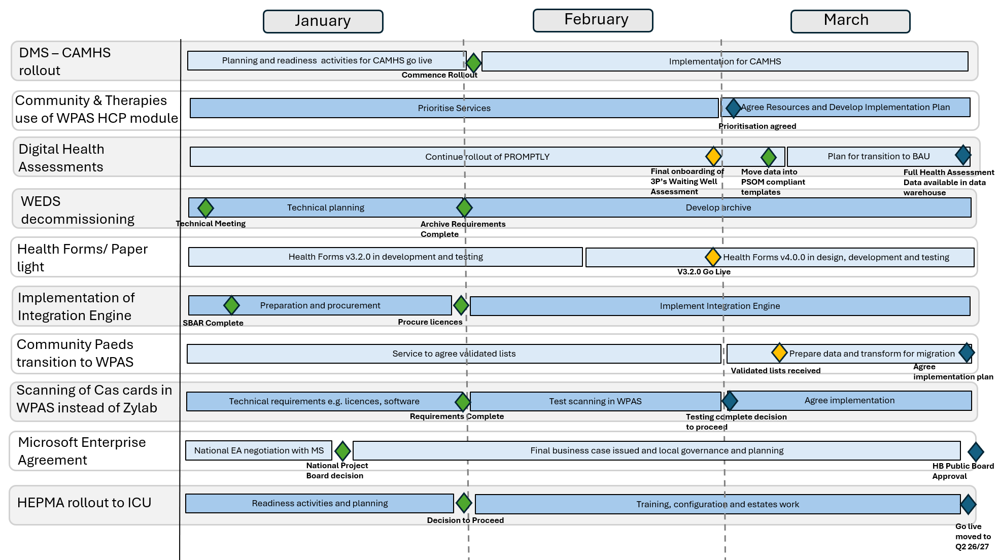 January
February
March
DMS – CAMHS
rollout
Planning and readiness  activities for CAMHS go live
Commence Rollout
Implementation for CAMHS
Community & Therapies
use of WPAS HCP module
Prioritise Services
Agree Resources and Develop Implementation Plan
Prioritisation agreed
Digital Health
Assessments
Continue rollout of PROMPTLY
Plan for transition to BAU
Final onboarding of
3P's Waiting Well
Assessment
Move data into
PSOM compliant
templates
Full Health Assessment
Data available in data
warehouse
WEDS
decommissioning
Technical planning
Develop archive
Technical Meeting
Archive Requirements
Complete
Health Forms/ Paper
light
Health Forms v3.2.0 in development and testing
Health Forms v4.0.0 in design, development and testing
V3.2.0 Go Live
Implementation of
Integration Engine
Preparation and procurement
Implement Integration Engine
SBAR Complete
Procure licences
Community Paeds
transition to WPAS
Service to agree validated lists
Prepare data and transform for migration
Validated lists received
Agree
implementation plan
Scanning of Cas cards in
WPAS instead of Zylab
Technical requirements e.g. licences, software
Test scanning in WPAS
Agree implementation
Requirements Complete
Testing complete decision
to proceed
Microsoft Enterprise
Agreement
National EA negotiation with MS
Final business case issued and local governance and planning
National Project
Board decision
HB Public Board
Approval
HEPMA rollout to ICU
Readiness activities and planning
Training, configuration and estates work
Decision to Proceed
Go live
moved to
Q2 26/27